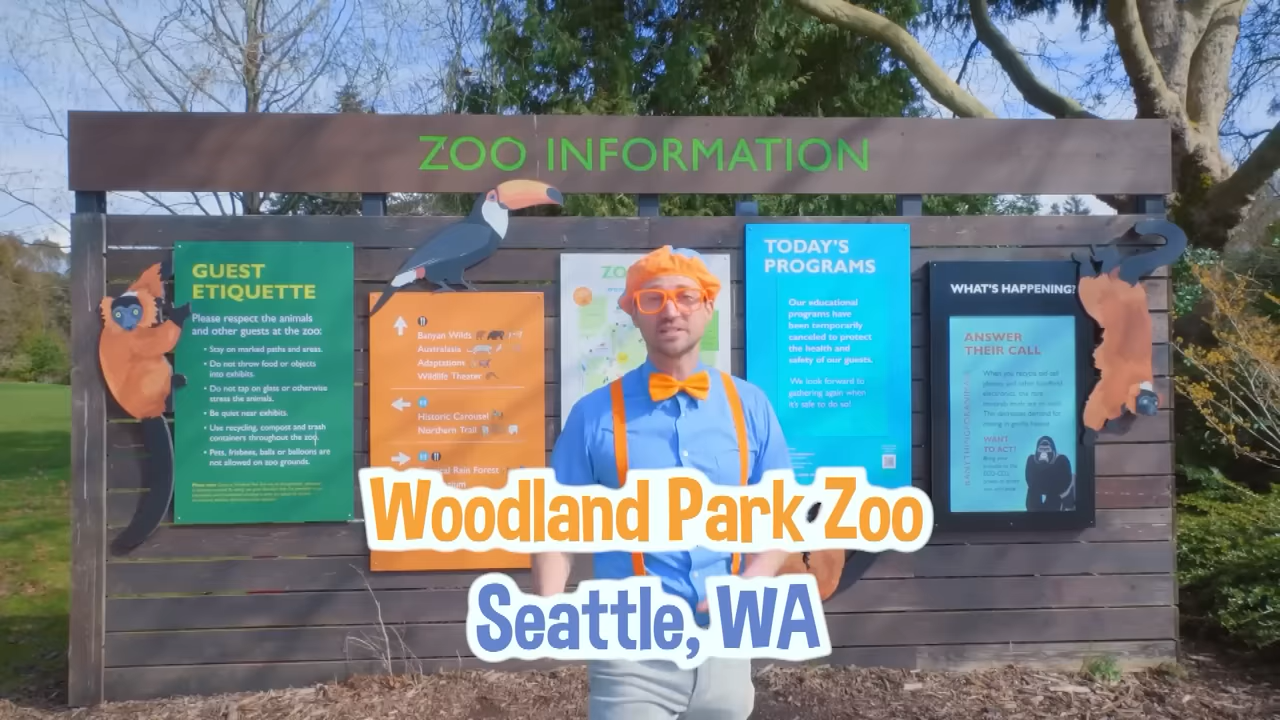 ZOO INFORMATION
GUEST
ETIQUETTE
Please respect the animals
and other guests at the zoo:
• Stay on marked paths and areas.
• Do not throw food or objects
into exhibits.
• Do not tap on glass or otherwise
stress the animals.
• Be quiet near exhibits.
• Use recycling, compost and trash
containers throughout the zoo.
• Pets, frisbees, balls or balloons are
not allowed on zoo grounds.
Banyan Wilds
Australasia
Adaptations
Wildlife Theater
Historic Carousel
Northern Trail
Rain Forest
ZO
TODAY'S
PROGRAMS
Our educational
programs have
been temporarily
canceled to protect
the health and
safety of our guests.
We look forward to
gathering again when
it's safe to do so!
WHAT'S HAPPENING?
ANSWER
THEIR CALL
When you recycle
WANT
TO ACT?
Woodland Park Zoo
Seattle, WA